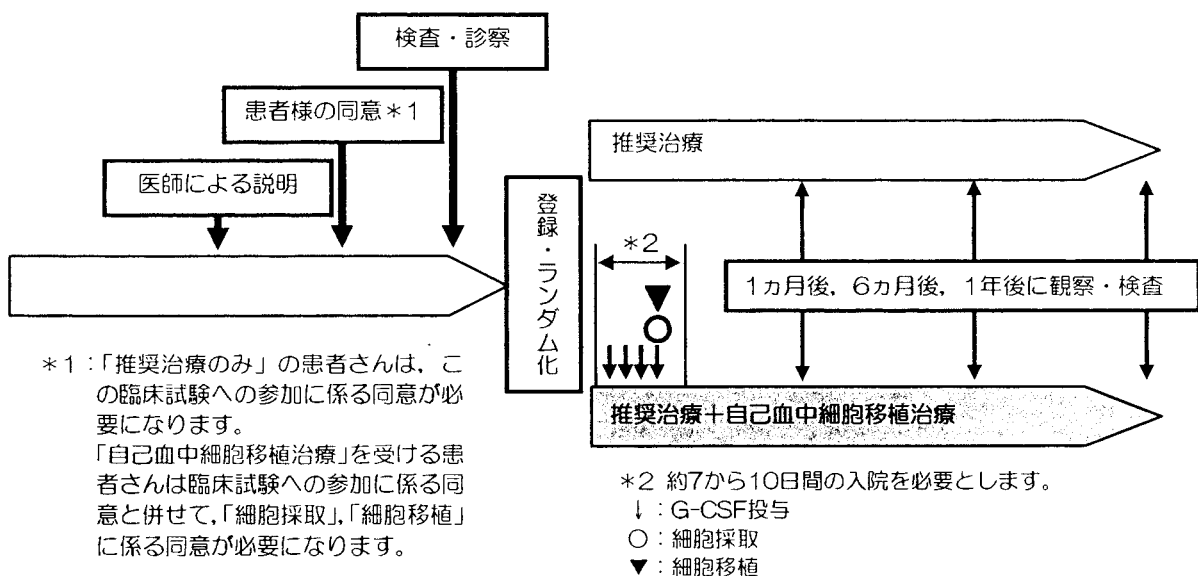 検査・診察
患者様の同意＊1
医師による説明
登録・ランダム化
推奨治療
＊2
1ヵ月後，6ヵ月後，1年後に観察・検査
推奨治療＋自己血中細胞移植治療
＊1：「推奨治療のみ」の患者さんは，こ
の臨床試験への参加に係る同意が必
要になります。
「自己血中細胞移植治療」を受ける患
者さんは臨床試験への参加に係る同
意と併せて，「細胞採取」，「細胞移植」
に係る同意が必要になります。
＊2 約7から10日間の入院を必要とします。
↓：G-CSF投与
○：細胞採取
▼：細胞移植